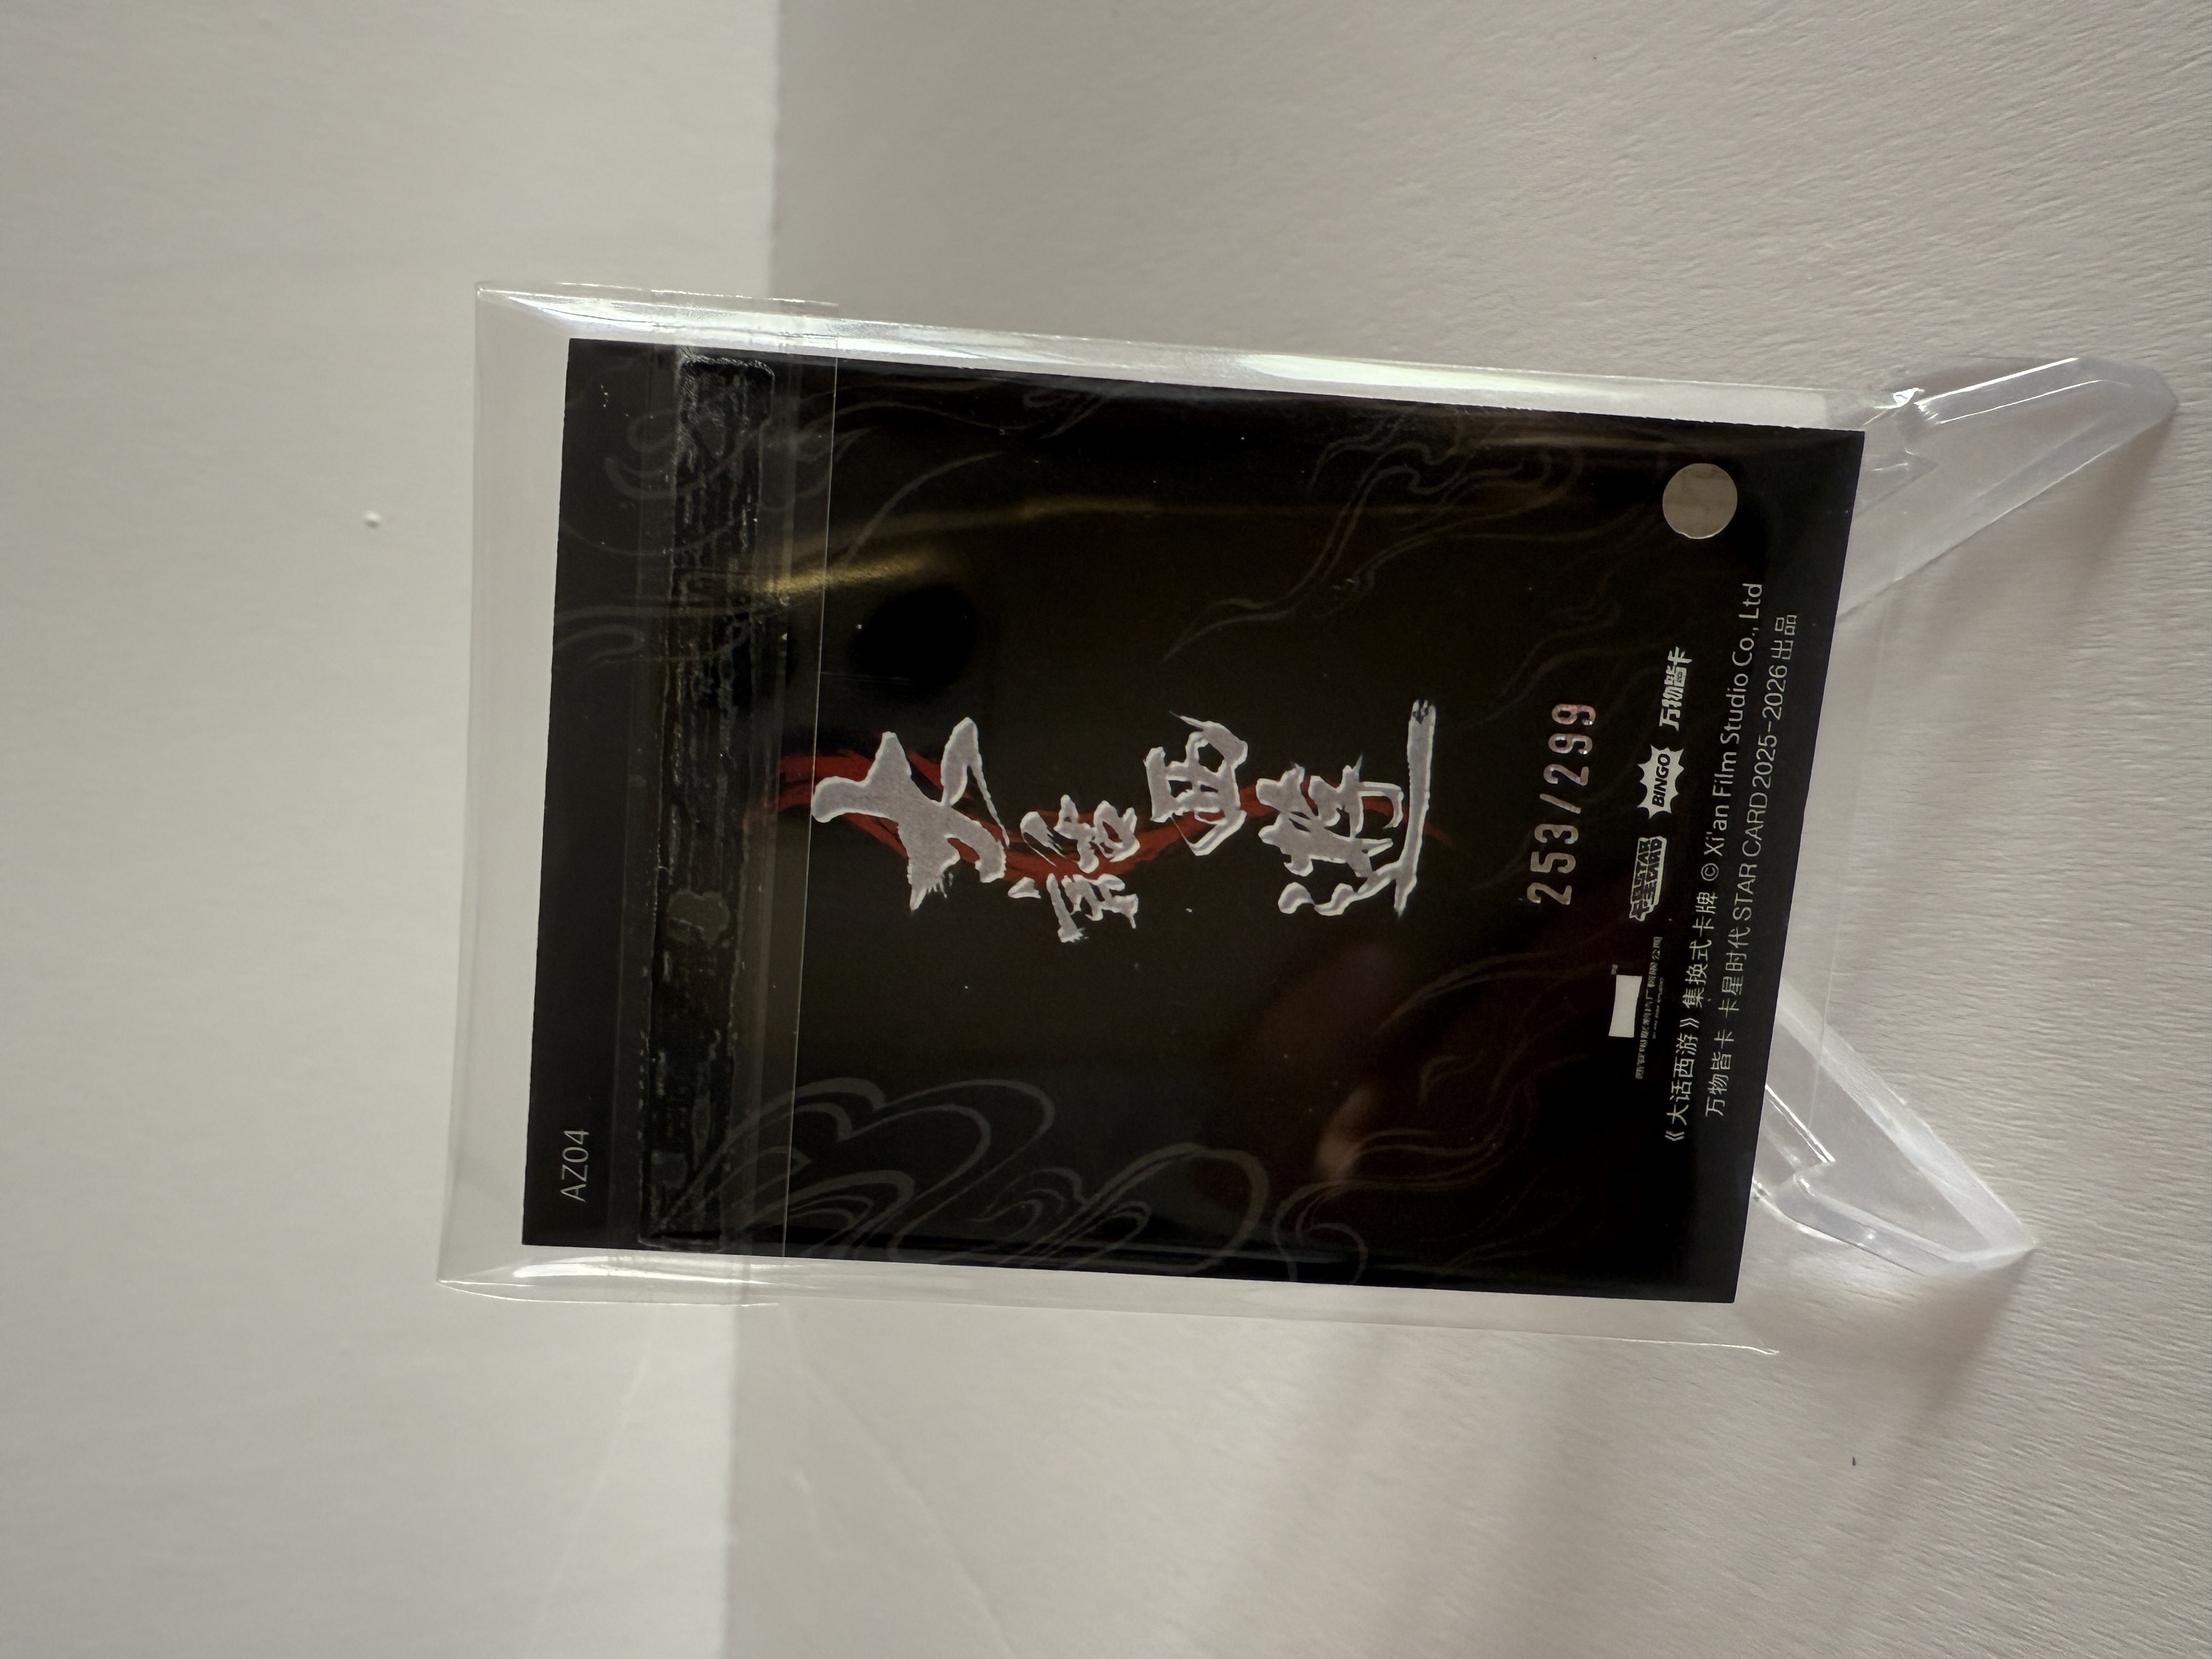 AZ04
大
話
西
遊
253/299
BINGO 万物皆卡
《大话西游》集换式卡牌 © Xi'an Film Studio Co., Ltd
万物皆卡 卡星时代 STAR CARD 2025-2026 出品